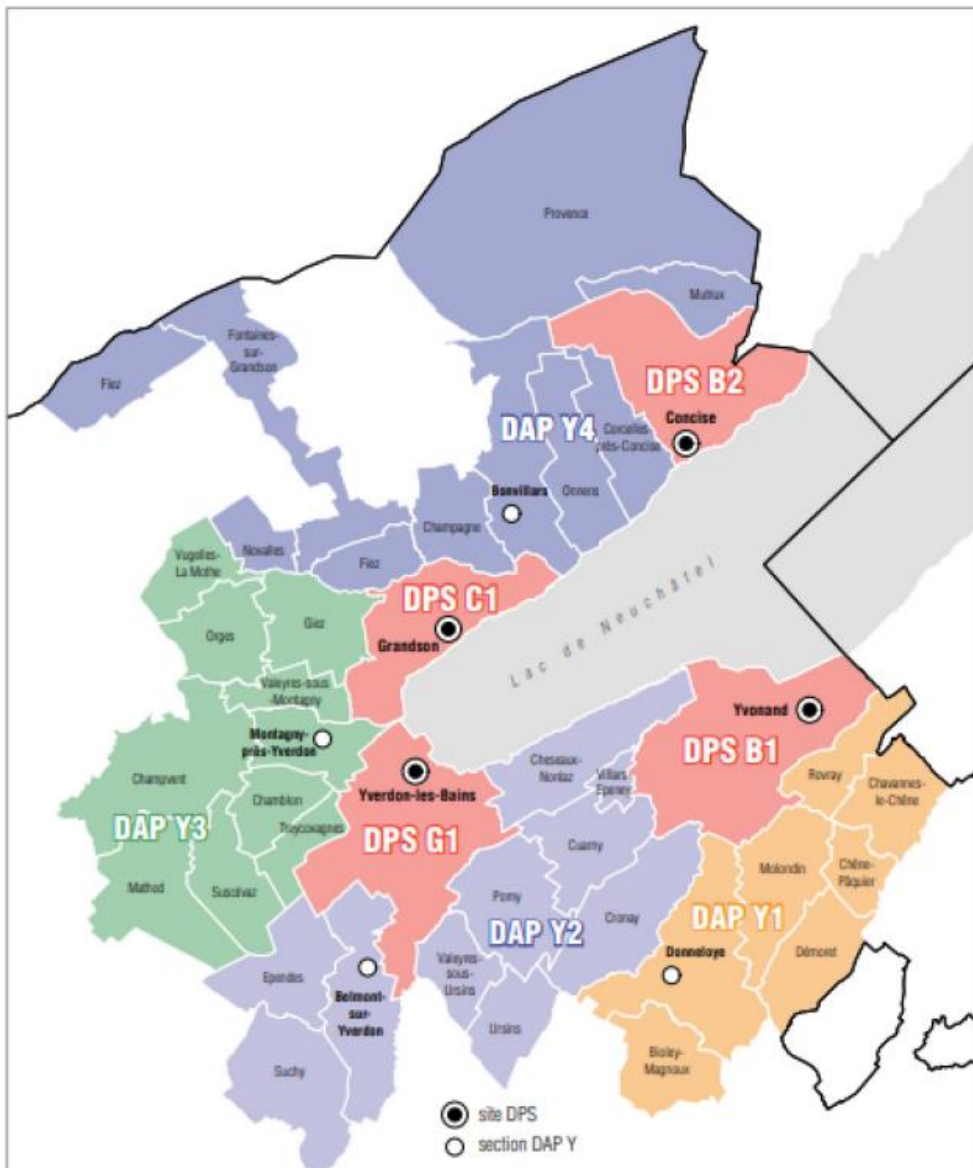 Provence
Mutrux
Fontaines-
sur-
Grandson
Fiez
DPS B2
Concise
DAP Y4
Corcelles-
près-Concise
Bonvillars
Onnens
Champagne
Novalles
Fiez
Vugelles-
La Mothe
DPS C1
Grandson
Lac de Neuchâtel
Orges
Giez
Valeyres-sous
-Montagny
Montagny-
près-Yverdon
Yvonand
DPS B1
Champvent
Yverdon-les-Bains
Cheseaux-
Noréaz
Villars
Epeney
Rovray
Chavannes-
le-Chêne
Chamblon
Treycovagnes
DAP Y3
DPS G1
Cuarny
Molondin
Chêne-
Pâquier
Mathod
Suscévaz
Pomy
DAP Y2
Cronay
DAP Y1
Donneloye
Démoret
Ependes
Belmont-
sur-
Yverdon
Valeyres-
sous-
Ursins
Ursins
Suchy
Bioley-
Magnoux
site DPS
section DAP Y